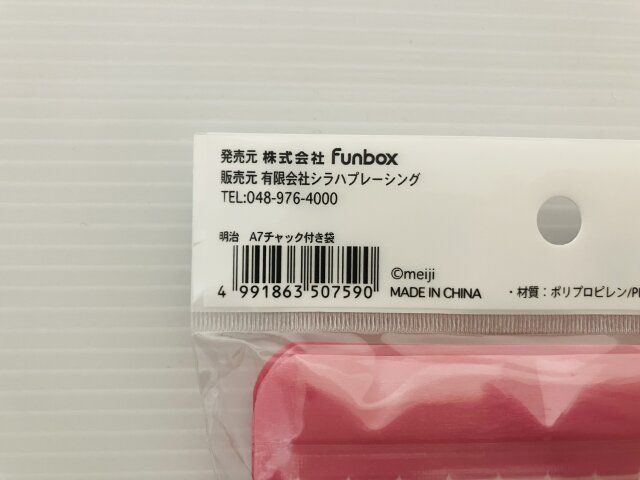 発売元 株式会社 funbox
販売元 有限会社シラハプレーシング
TEL:048-976-4000
明治 A7チャック付き袋
4 991863 507590
©meiji
MADE IN CHINA
・材質：ポリプロピレン/P